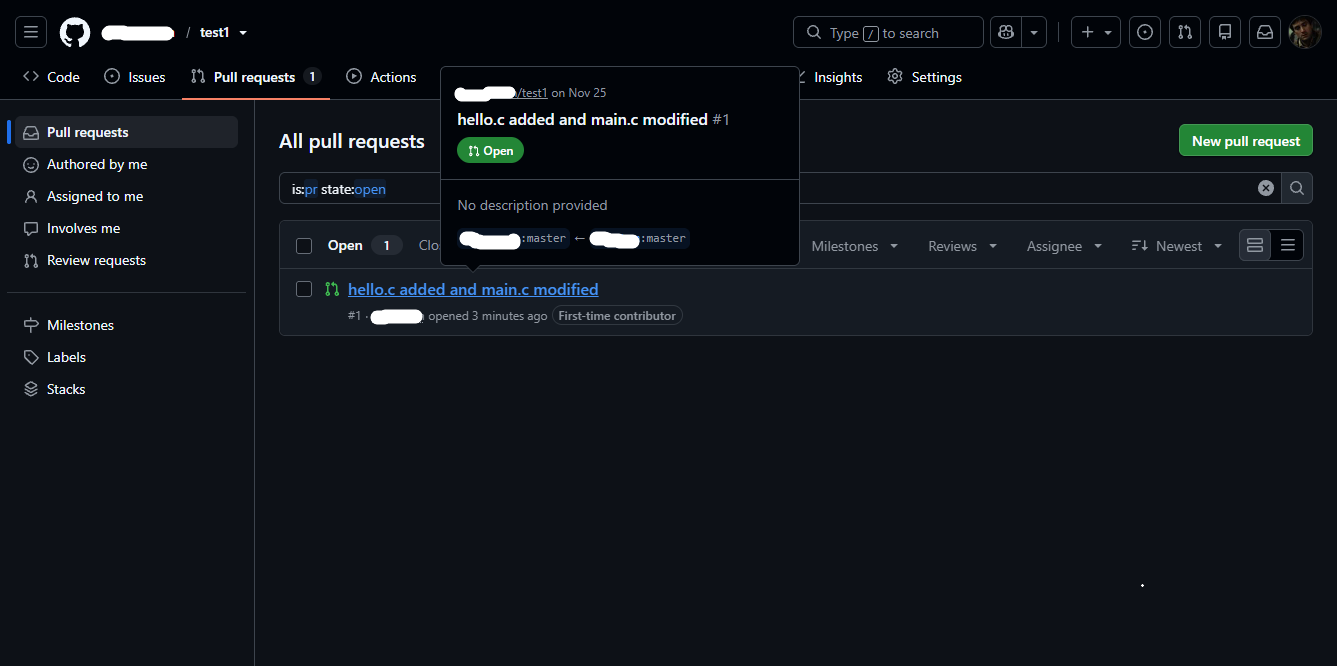 / test1
Type / to search
Code
Issues
Pull requests 1
Actions
Insights
Settings
Pull requests
Authored by me
Assigned to me
Involves me
Review requests
Milestones
Labels
Stacks
All pull requests
New pull request
is:pr state:open
/test1 on Nov 25
hello.c added and main.c modified #1
Open
No description provided
:master ← :master
Open 1
Milestones
Reviews
Assignee
Newest
hello.c added and main.c modified
#1 · opened 3 minutes ago First-time contributor